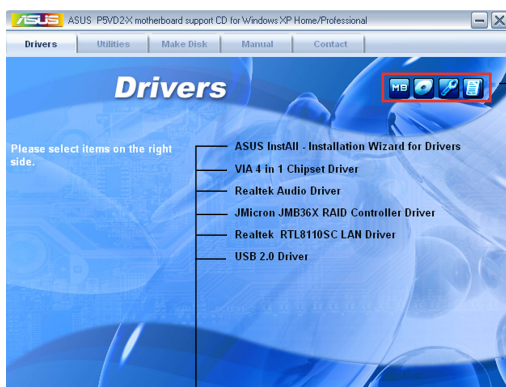 ASUS ASUS P5VD2-X motherboard support CD for Windows XP Home/Professional
Drivers Utilities Make Disk Manual Contact
Drivers
MB
Please select items on the right side.
ASUS InstAll - Installation Wizard for Drivers
VIA 4 in 1 Chipset Driver
Realtek Audio Driver
JMicron JMB36X RAID Controller Driver
Realtek RTL8110SC LAN Driver
USB 2.0 Driver